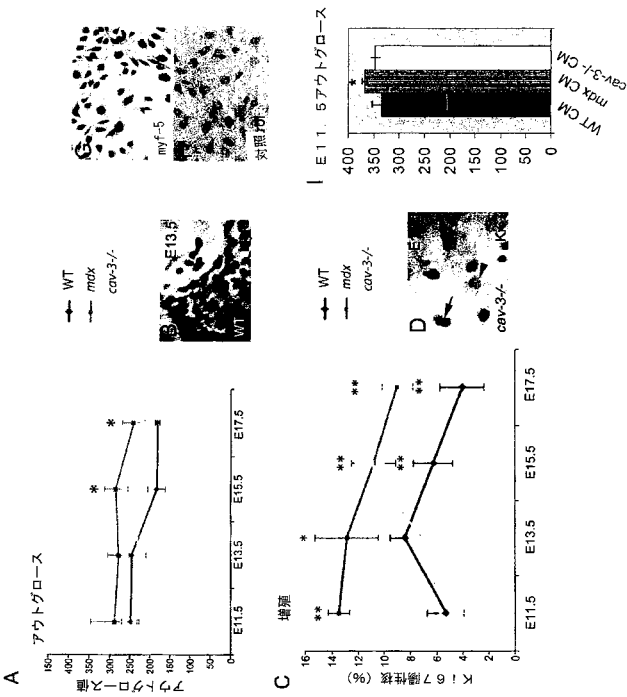 A
アウトグロース
アウトグロース値
350
300
250
200
150
100
50
0
*
*
E11.5
E13.5
E15.5
E17.5
WT
mdx
cav-3-/-
B
E13.5
WT
G
myf-5
対照
C
増殖
Ki67陽性核 (%)
16
14
12
10
8
6
4
2
0
**
*
**
**
**
**
E11.5
E13.5
E15.5
E17.5
WT
mdx
cav-3-/-
D
cav-3-/-
E
I
E11.5アウトグロース
400
350
300
250
200
150
100
50
0
*
WT CM
mdx CM
cav-3-/- CM